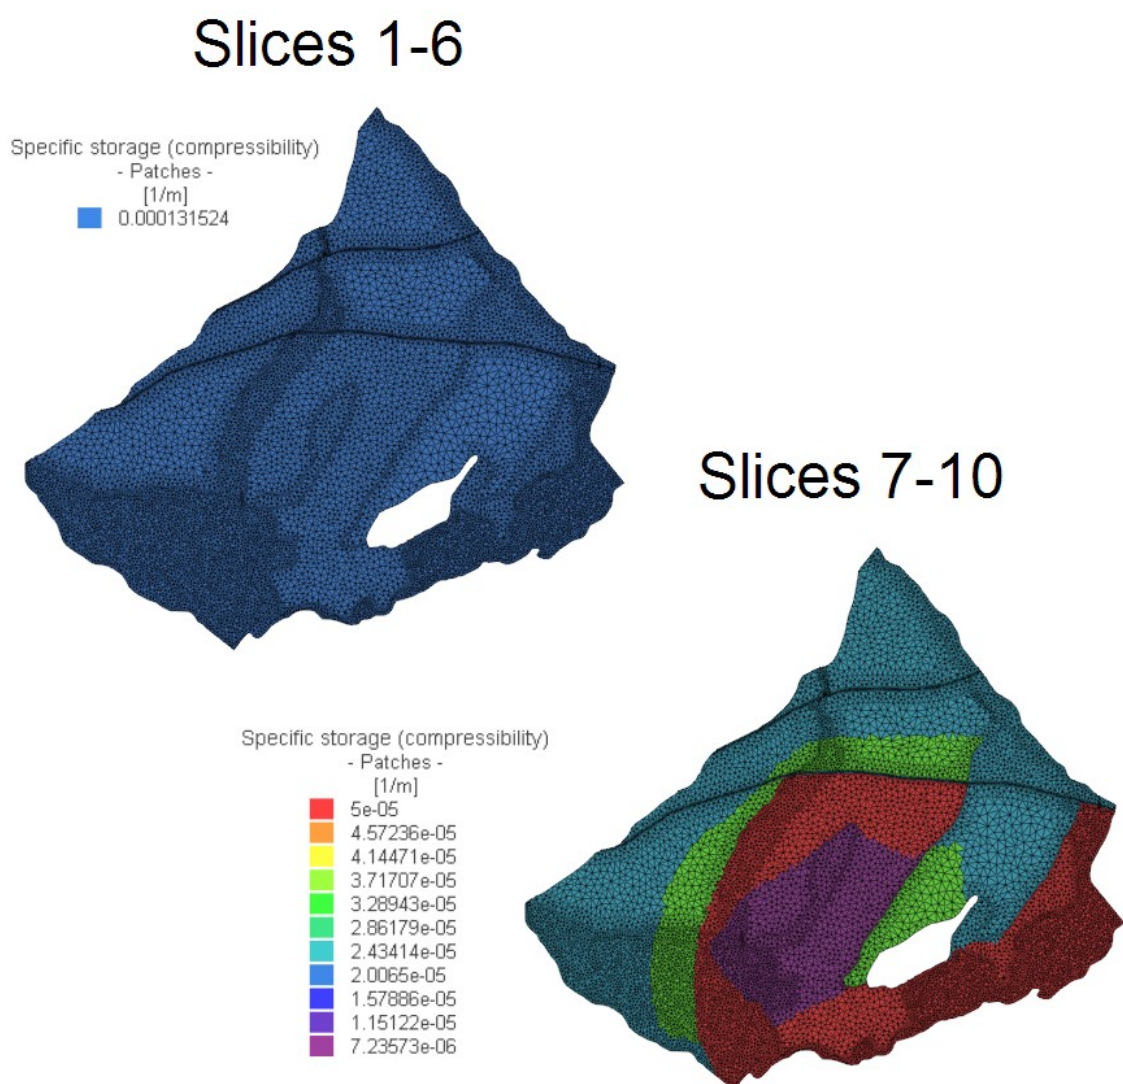 Slices 1-6
Specific storage (compressibility)
- Patches -
[1/m]
0.000131524
Slices 7-10
Specific storage (compressibility)
- Patches -
[1/m]
5e-05
4.57236e-05
4.14471e-05
3.71707e-05
3.28943e-05
2.86179e-05
2.43414e-05
2.0065e-05
1.57886e-05
1.15122e-05
7.23573e-06